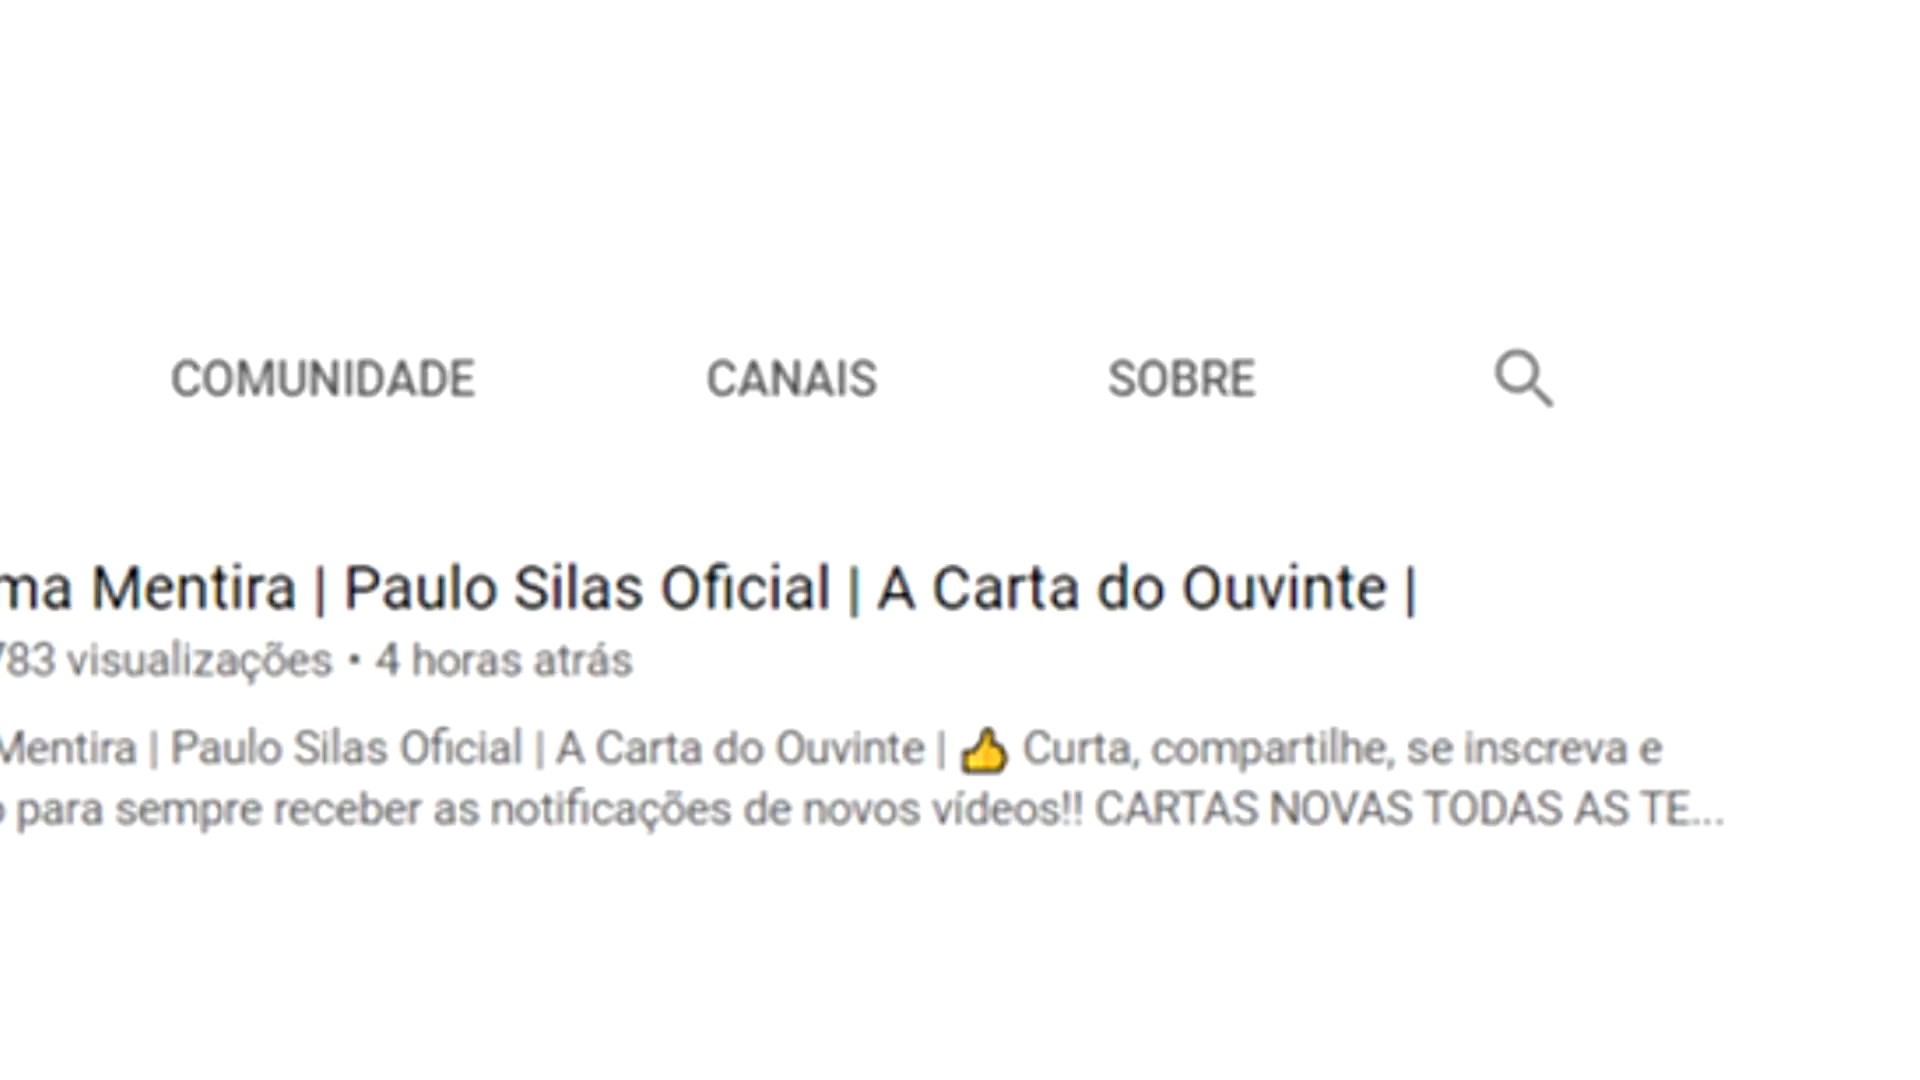 COMUNIDADE CANAIS SOBRE
ma Mentira | Paulo Silas Oficial | A Carta do Ouvinte |
783 visualizações • 4 horas atrás
Mentira | Paulo Silas Oficial | A Carta do Ouvinte | 👍 Curta, compartilhe, se inscreva e
o para sempre receber as notificações de novos vídeos!! CARTAS NOVAS TODAS AS TE...